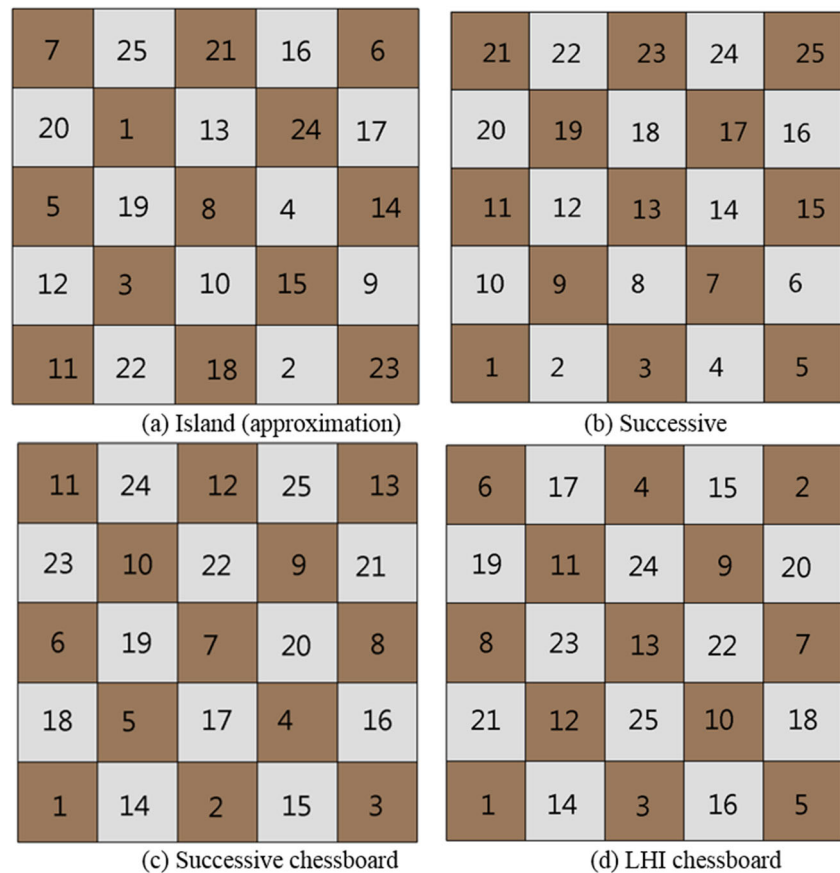 7 25 21 16 6
20 1 13 24 17
5 19 8 4 14
12 3 10 15 9
11 22 18 2 23
(a) Island (approximation)
21 22 23 24 25
20 19 18 17 16
11 12 13 14 15
10 9 8 7 6
1 2 3 4 5
(b) Successive
11 24 12 25 13
23 10 22 9 21
6 19 7 20 8
18 5 17 4 16
1 14 2 15 3
(c) Successive chessboard
6 17 4 15 2
19 11 24 9 20
8 23 13 22 7
21 12 25 10 18
1 14 3 16 5
(d) LHI chessboard